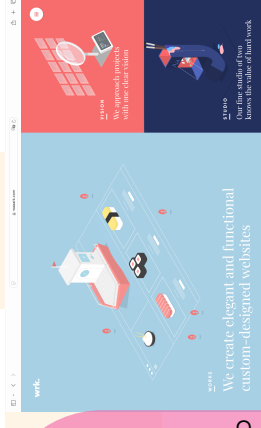 wrk.
WORKS
We create elegant and functional
custom-designed websites
VISION
We approach projects
with one clear vision
STUDIO
Our fine studio of two
knows the value of hard work